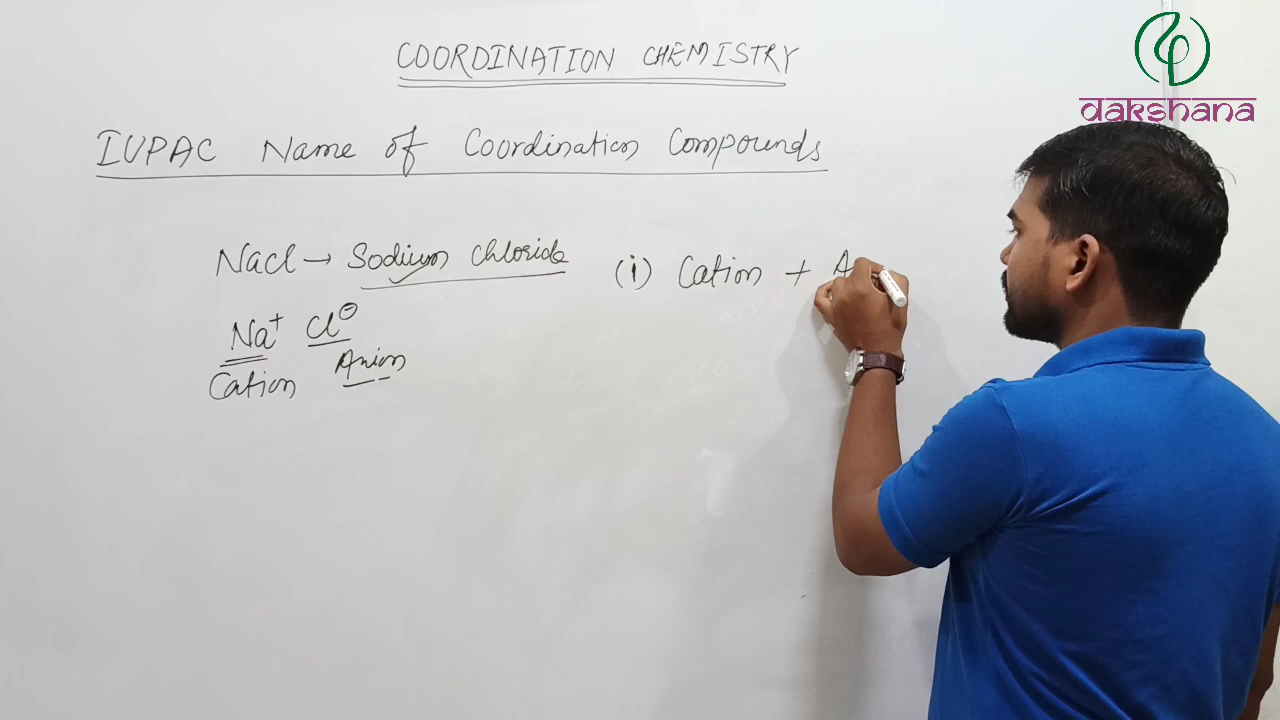 COORDINATION CHEMISTRY
dakshana
IUPAC Name of Coordination Compounds
NaCl → Sodium Chloride
(i) Cation + A
Na⁺ Cl⊖
Cation Anion